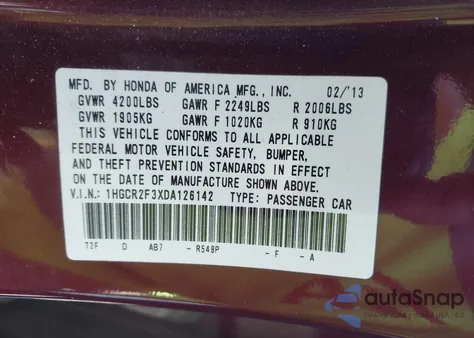 MFD. BY HONDA OF AMERICA MFG., INC. 02/'13
GVWR 4200LBS GAWR F 2249LBS R 2006LBS
GVWR 1905KG GAWR F 1020KG R 910KG
THIS VEHICLE CONFORMS TO ALL APPLICABLE
FEDERAL MOTOR VEHICLE SAFETY, BUMPER,
AND THEFT PREVENTION STANDARDS IN EFFECT
ON THE DATE OF MANUFACTURE SHOWN ABOVE.
V.I.N.: 1HGCR2F3XDA126142 TYPE: PASSENGER CAR
T2F D AB7 - R548P - F - A
autoSnap